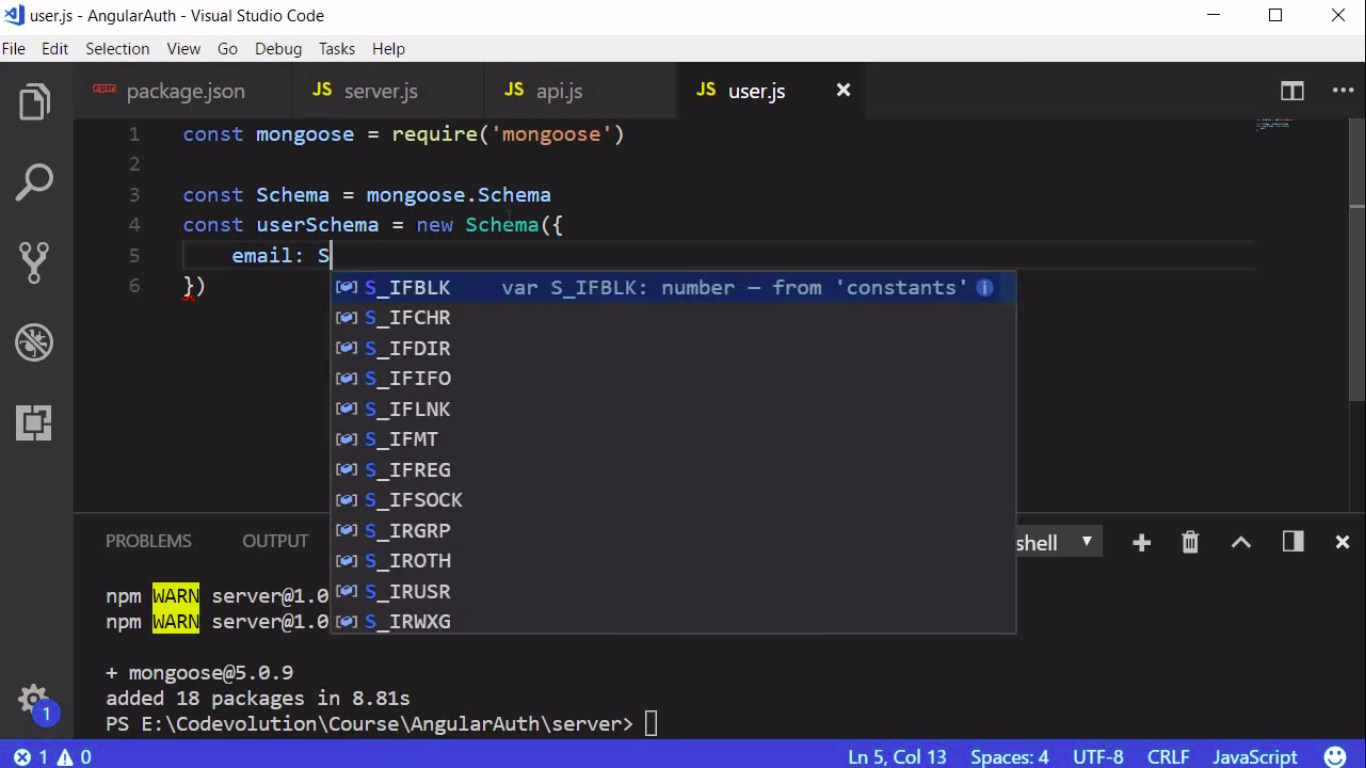 user.js - AngularAuth - Visual Studio Code
File Edit Selection View Go Debug Tasks Help
npm package.json JS server.js JS api.js JS user.js
1 const mongoose = require('mongoose')
2
3 const Schema = mongoose.Schema
4 const userSchema = new Schema({
5 email: S
6 })
S_IFBLK var S_IFBLK: number — from 'constants'
S_IFCHR
S_IFDIR
S_IFIFO
S_IFLNK
S_IFMT
S_IFREG
S_IFSOCK
S_IRGRP
S_IROTH
S_IRUSR
S_IRWXG
PROBLEMS OUTPUT shell
npm WARN server@1.0
npm WARN server@1.0
+ mongoose@5.0.9
added 18 packages in 8.81s
PS E:\Codevolution\Course\AngularAuth\server>
1
1 0 Ln 5, Col 13 Spaces: 4 UTF-8 CRLF JavaScript